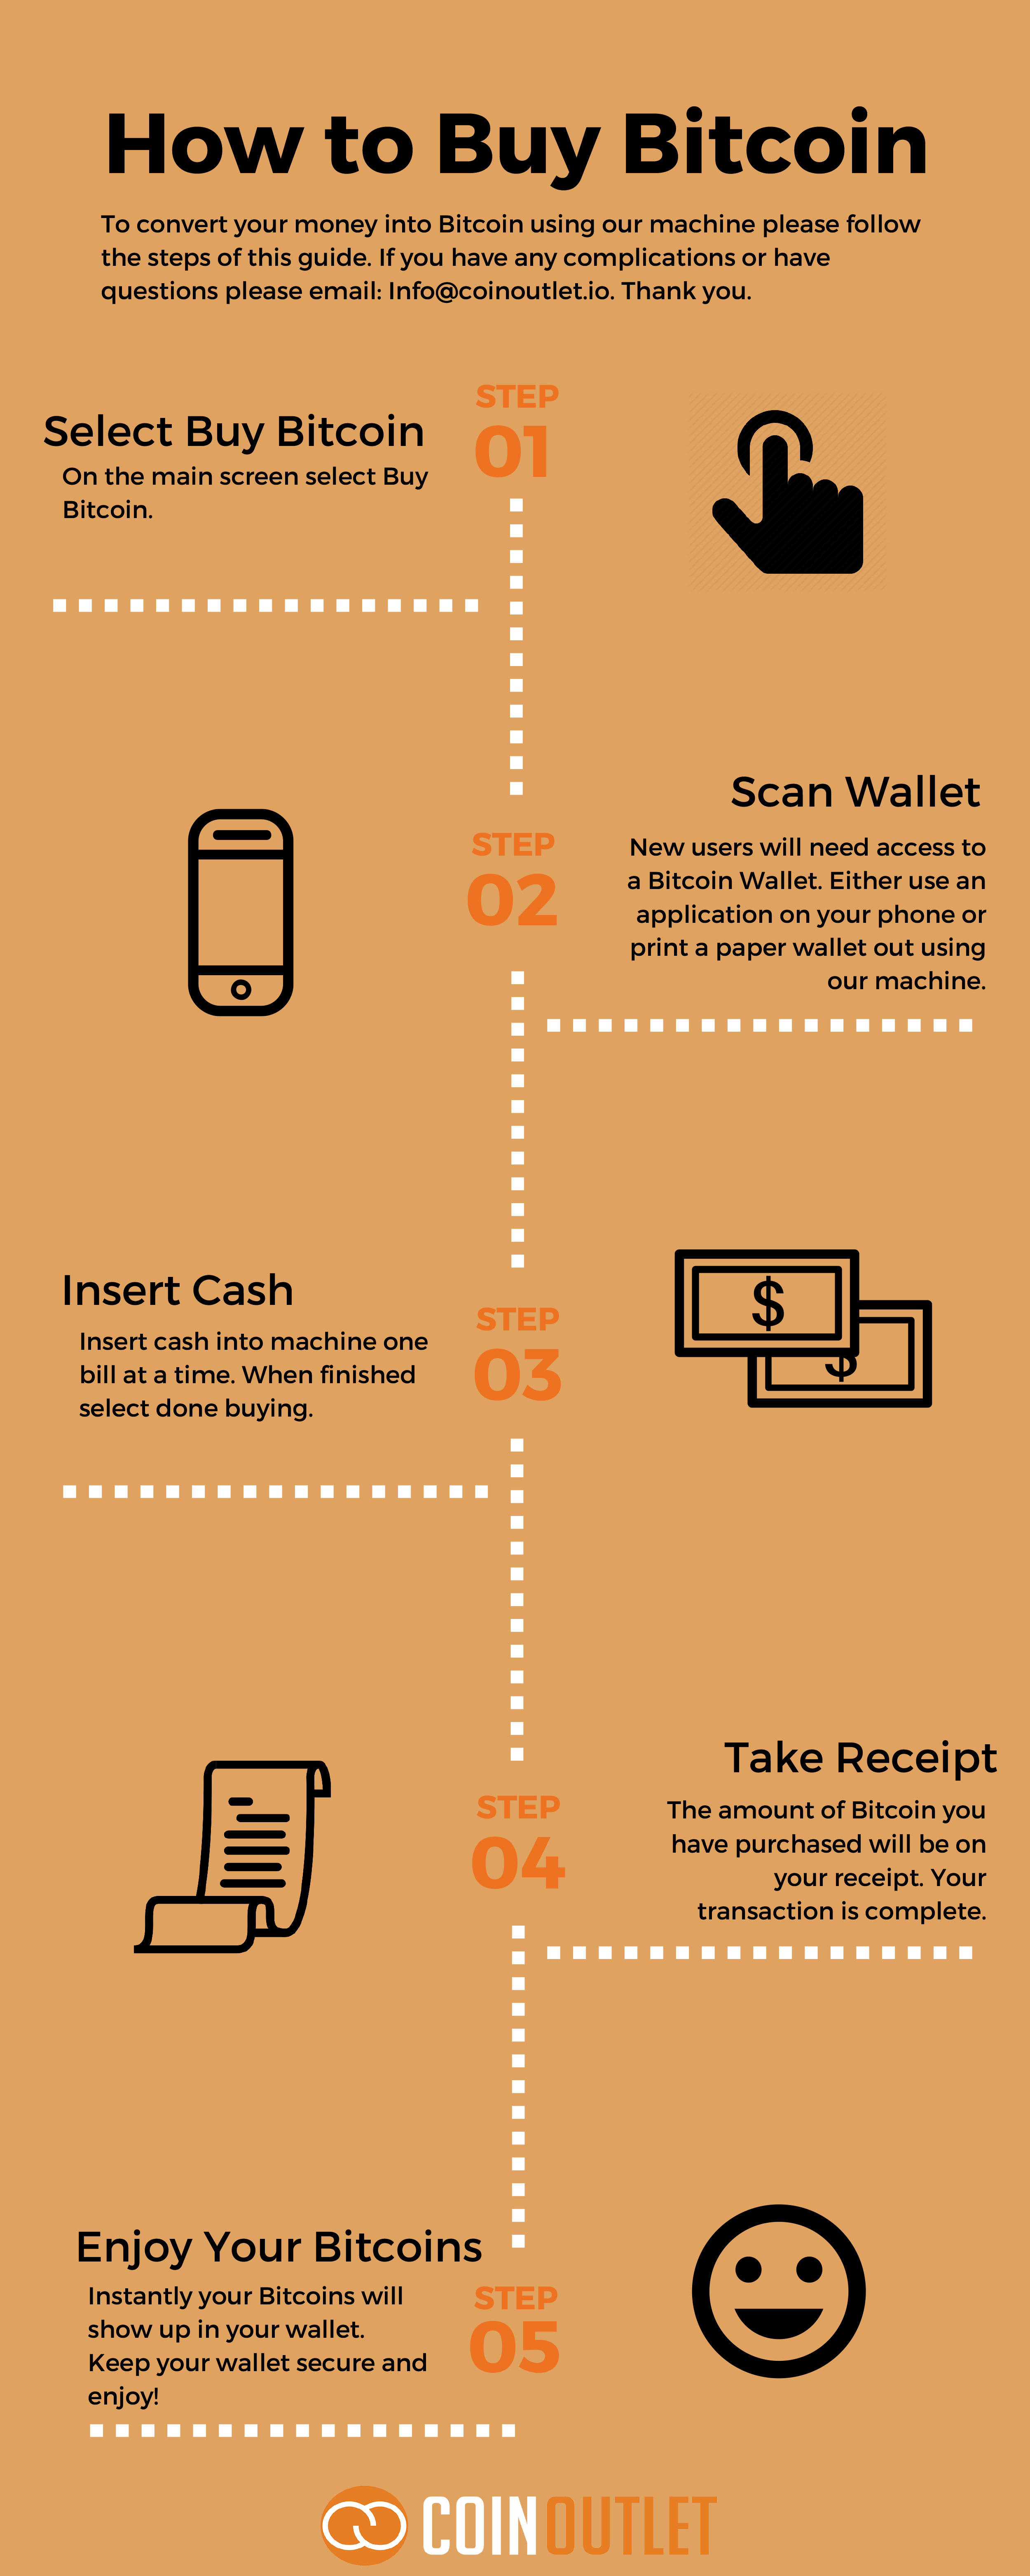 How to Buy Bitcoin
To convert your money into Bitcoin using our machine please follow
the steps of this guide. If you have any complications or have
questions please email: Info@coinoutlet.io. Thank you.
STEP
01
Select Buy Bitcoin
On the main screen select Buy
Bitcoin.
STEP
02
Scan Wallet
New users will need access to
a Bitcoin Wallet. Either use an
application on your phone or
print a paper wallet out using
our machine.
STEP
03
Insert Cash
Insert cash into machine one
bill at a time. When finished
select done buying.
$
$
STEP
04
Take Receipt
The amount of Bitcoin you
have purchased will be on
your receipt. Your
transaction is complete.
STEP
05
Enjoy Your Bitcoins
Instantly your Bitcoins will
show up in your wallet.
Keep your wallet secure and
enjoy!
COINOUTLET